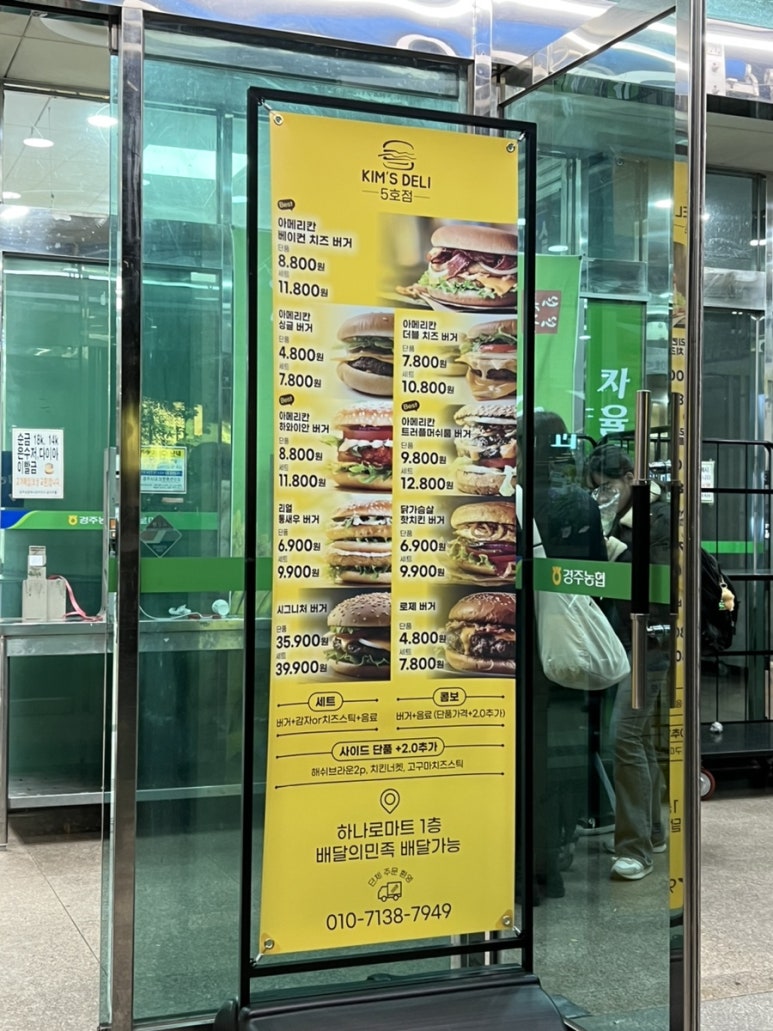 KIM'S DELI
5호점
Best
아메리칸
베이컨 치즈 버거
단품
8.800원
세트
11.800원
아메리칸
싱글 버거
단품
4.800원
세트
7.800원
아메리칸
더블 치즈 버거
단품
7.800원
세트
10.800원
Best
아메리칸
하와이안 버거
단품
8.800원
세트
11.800원
Best
아메리칸
트러플머쉬룸 버거
단품
9.800원
세트
12.800원
리얼
통새우 버거
단품
6.900원
세트
9.900원
닭가슴살
핫치킨 버거
단품
6.900원
세트
9.900원
시그니처 버거
단품
35.900원
세트
39.900원
로제 버거
단품
4.800원
세트
7.800원
세트
버거+감자or치즈스틱+음료
콤보
버거+음료 (단품가격+2.0추가)
사이드 단품 +2.0추가
해쉬브라운2p, 치킨너겟, 고구마치즈스틱
하나로마트 1층
배달의민족 배달가능
단체 주문 환영
010-7138-7949
순금 18k. 14k
은수저.다이아
이빨금
경주농
경주농협
자
율